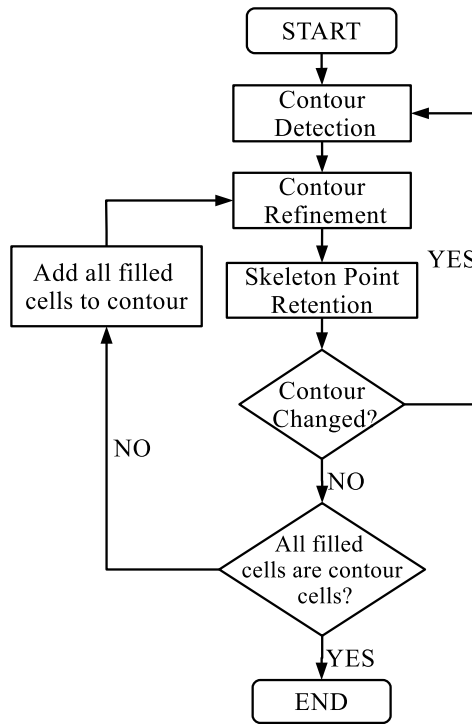 START
Contour
Detection
Contour
Refinement
Add all filled
cells to contour
YES
Skeleton Point
Retention
Contour
Changed?
NO
NO
All filled
cells are contour
cells?
YES
END